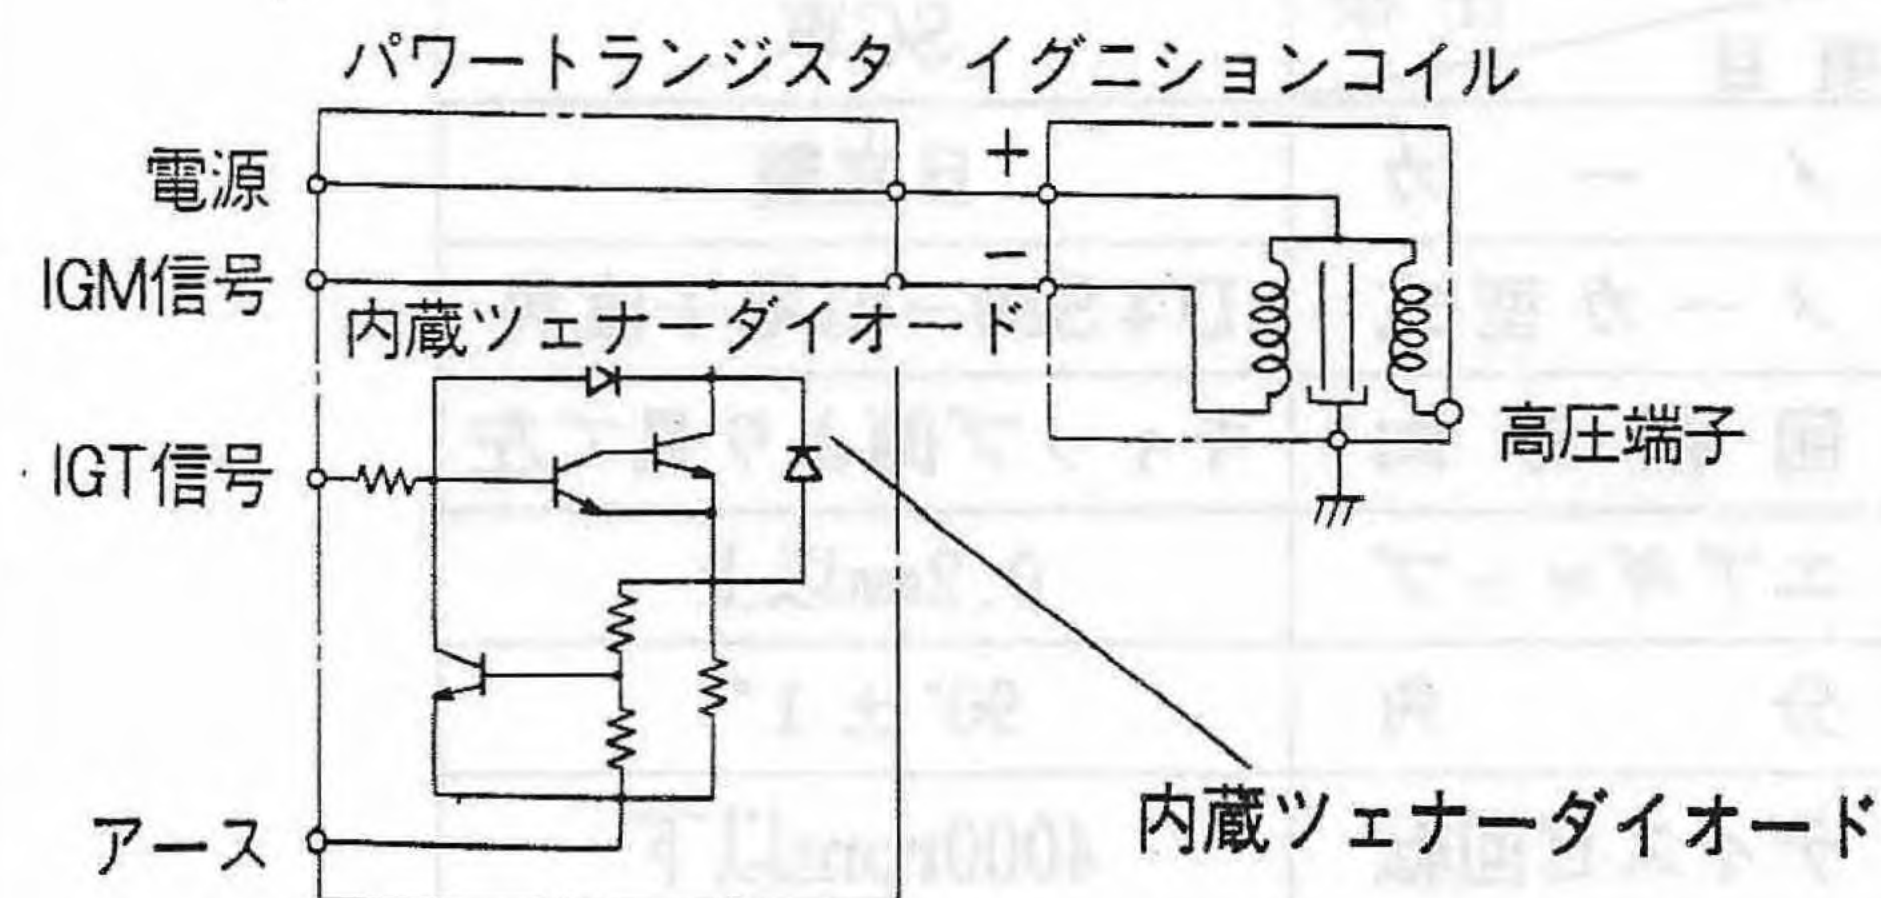 パワートランジスタ イグニションコイル
電源
+
IGM信号
−
内蔵ツェナーダイオード
IGT信号
高圧端子
内蔵ツェナーダイオード
アース